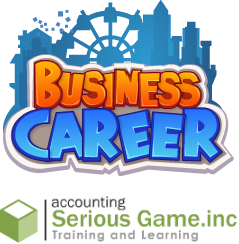 BUSINESS
CAREER
accounting
Serious Game.inc
Training and Learning